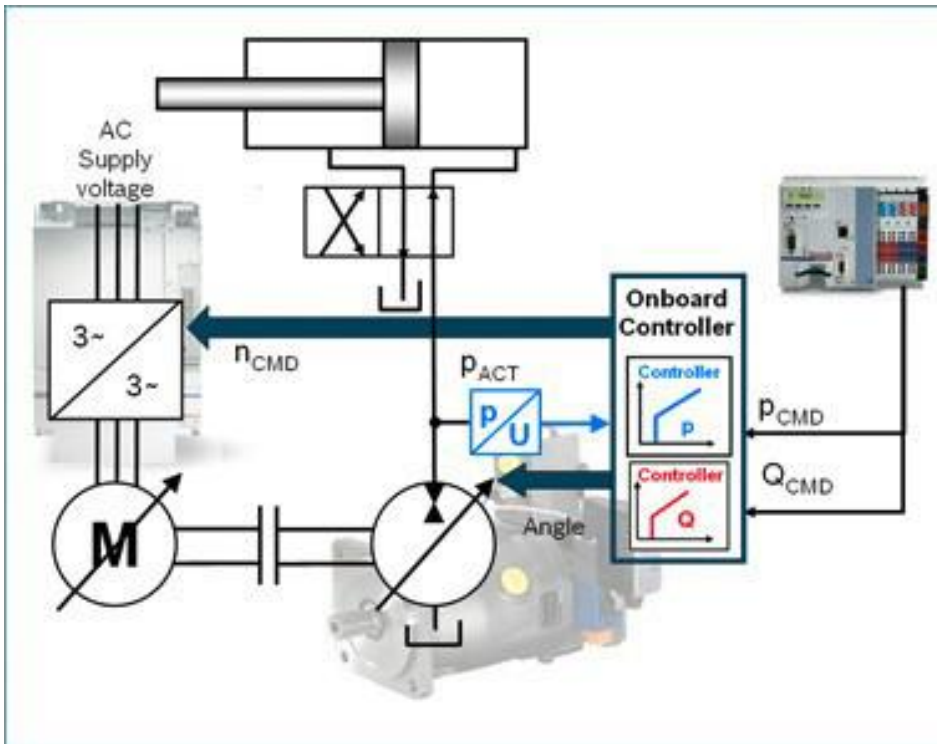 AC
Supply
voltage
Onboard
Controller
3~
3~
nCMD
pACT
Controller
p
p
U
pCMD
Controller
Q
QCMD
Angle
M